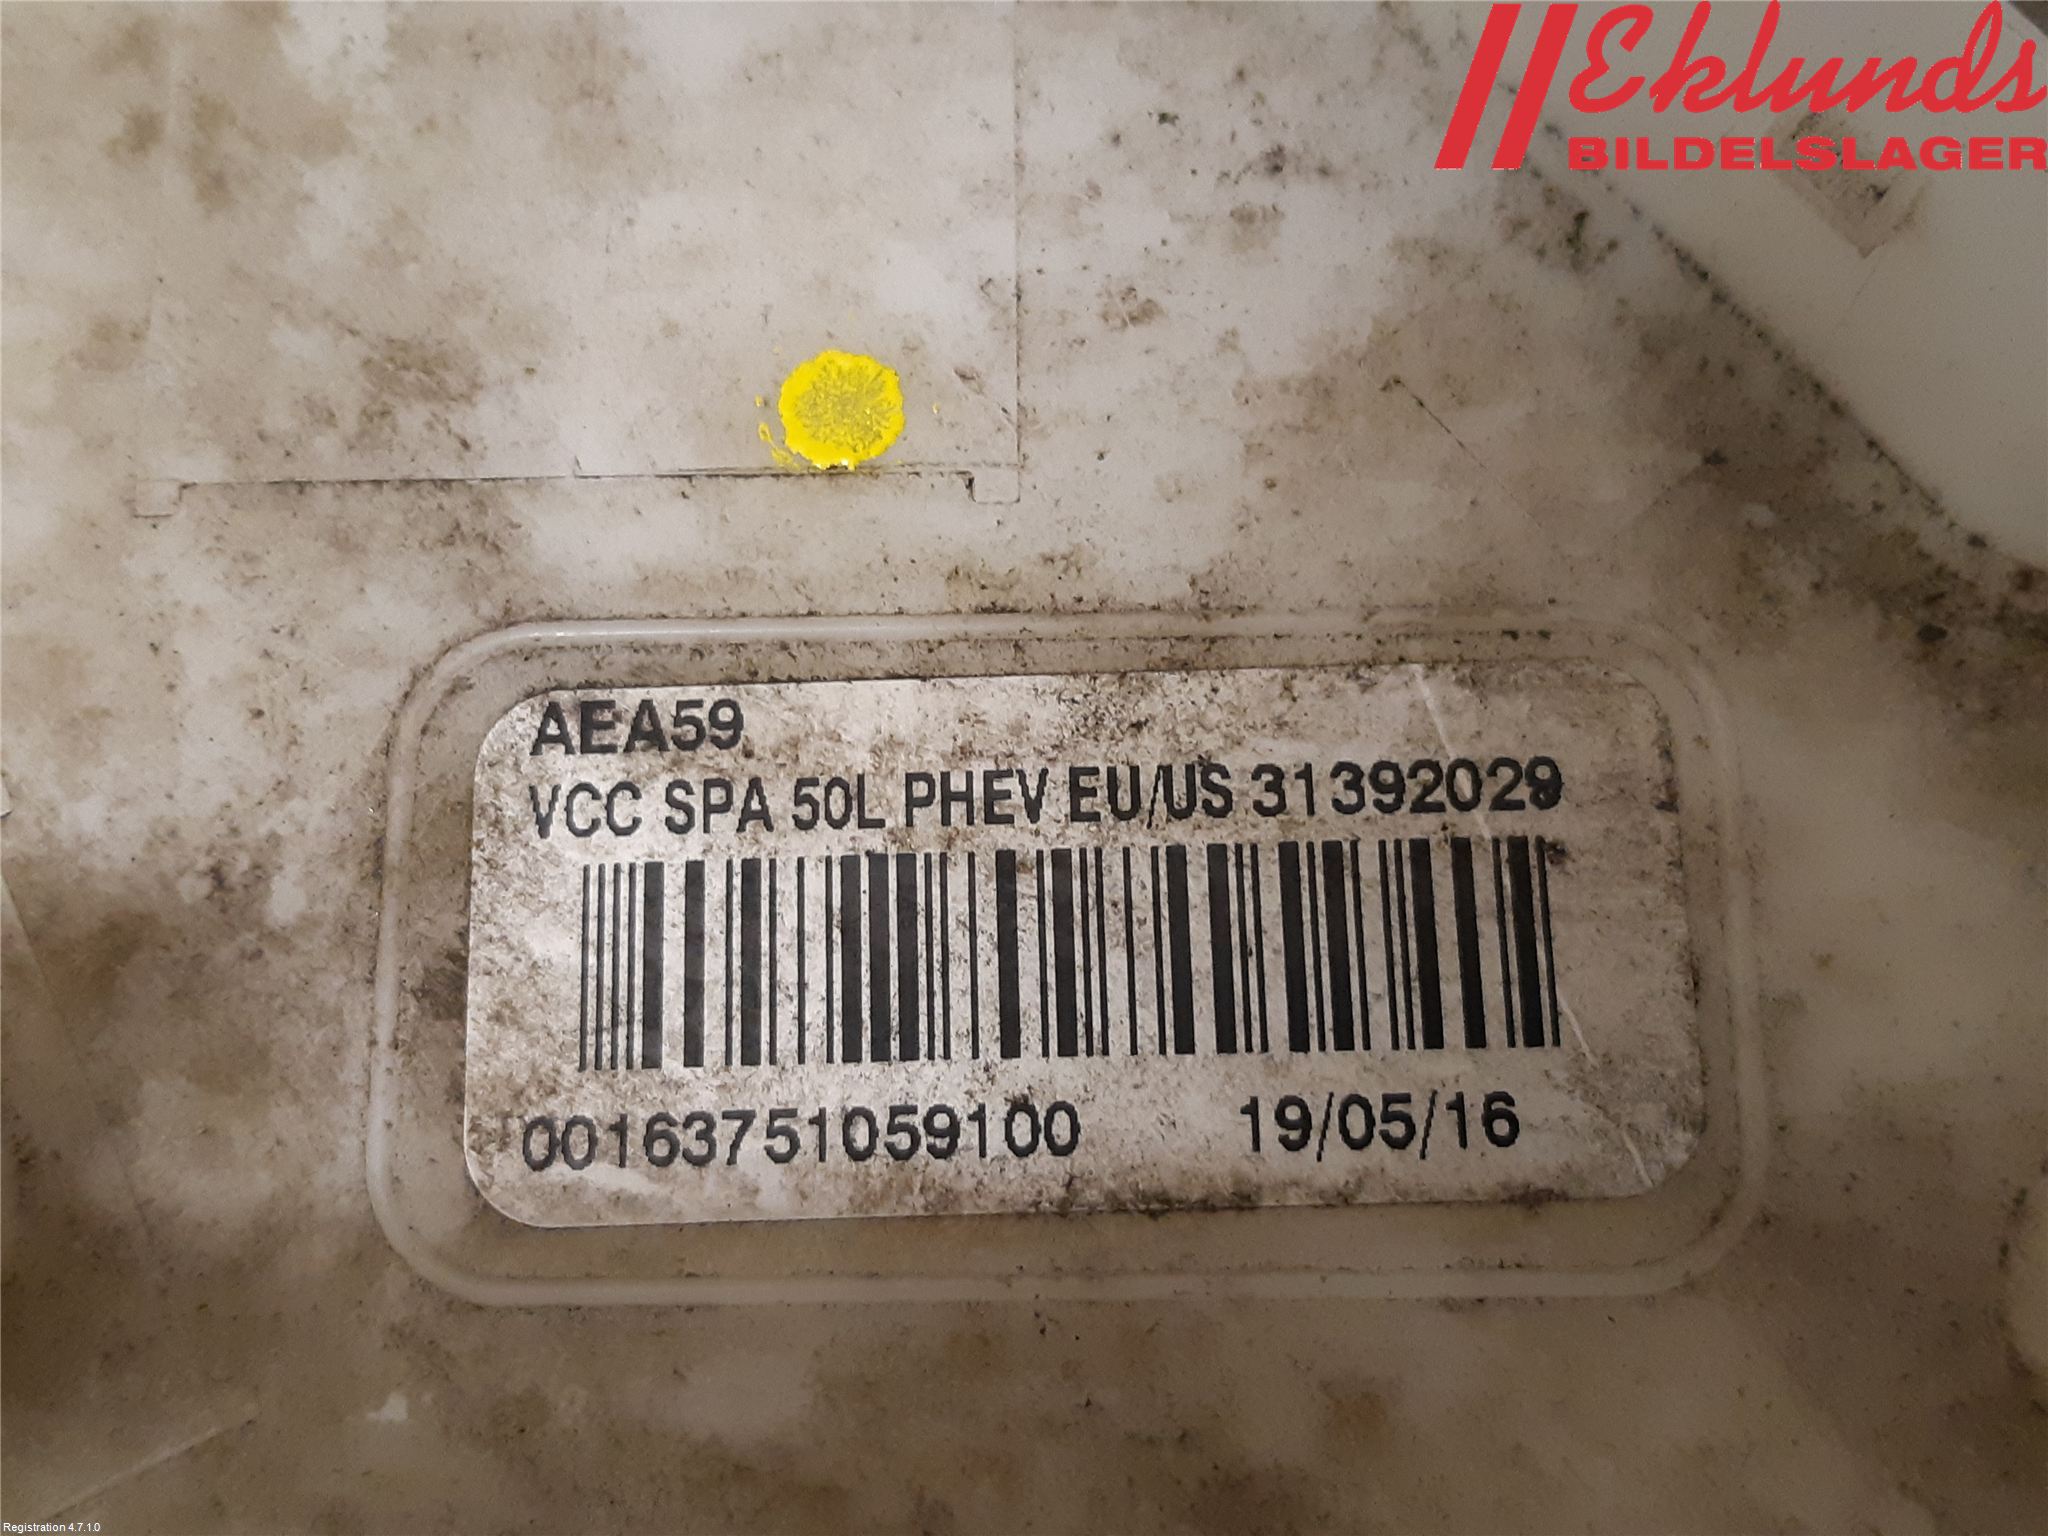 Eklunds
BILDELSLAGER
AEA59
VCC SPA 50L PHEV EU/US 31392029
00163751059100 19/05/16
Registration 4.7.1.0